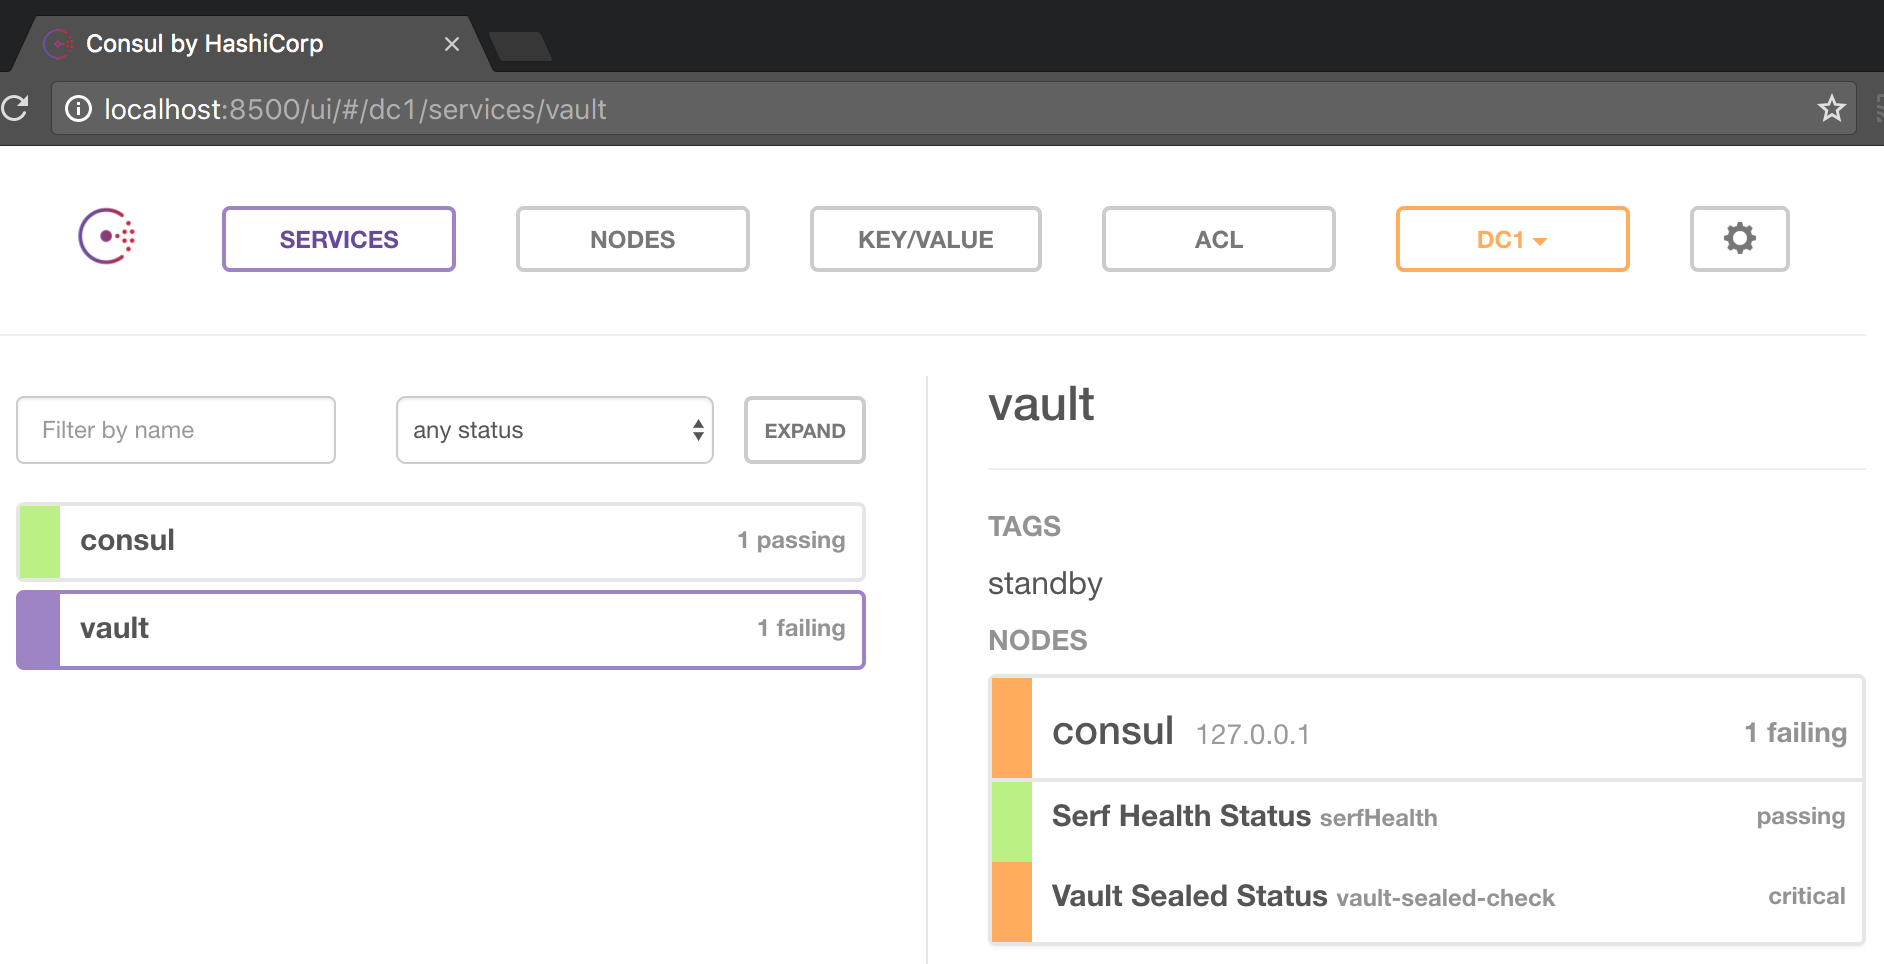 Consul by HashiCorp
localhost:8500/ui/#/dc1/services/vault
SERVICES NODES KEY/VALUE ACL DC1
Filter by name any status EXPAND
consul 1 passing
vault 1 failing
vault
TAGS
standby
NODES
consul 127.0.0.1 1 failing
Serf Health Status serfHealth passing
Vault Sealed Status vault-sealed-check critical